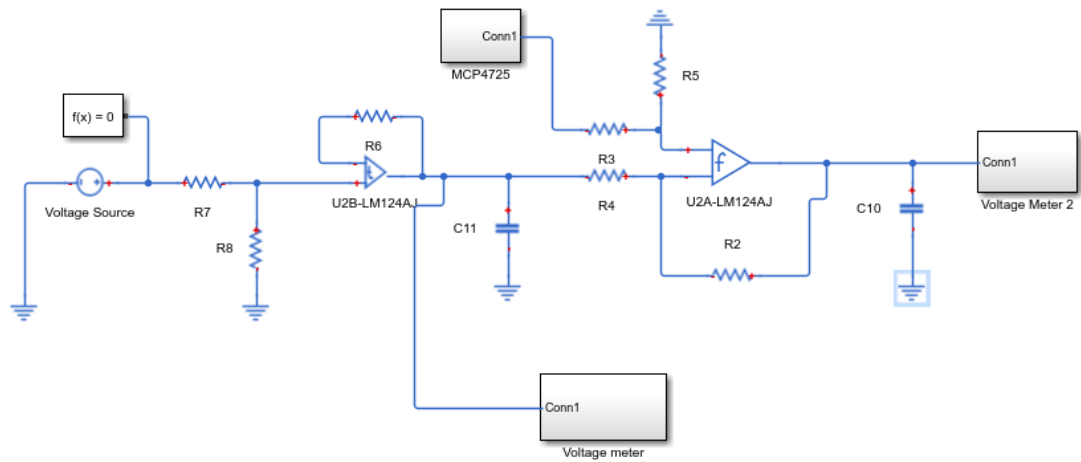 Conn1
MCP4725
R5
f(x) = 0
R6
R3
Conn1
Voltage Source
R7
U2B-LM124AJ
R4
U2A-LM124AJ
Voltage Meter 2
C10
C11
R8
R2
Conn1
Voltage meter